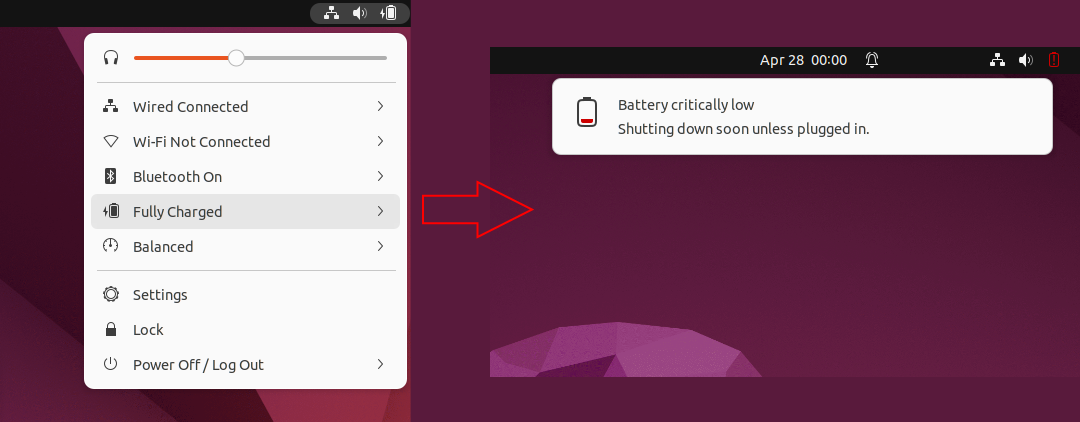 Wired Connected
Wi-Fi Not Connected
Bluetooth On
Fully Charged
Balanced
Settings
Lock
Power Off / Log Out
Apr 28  00:00
Battery critically low
Shutting down soon unless plugged in.